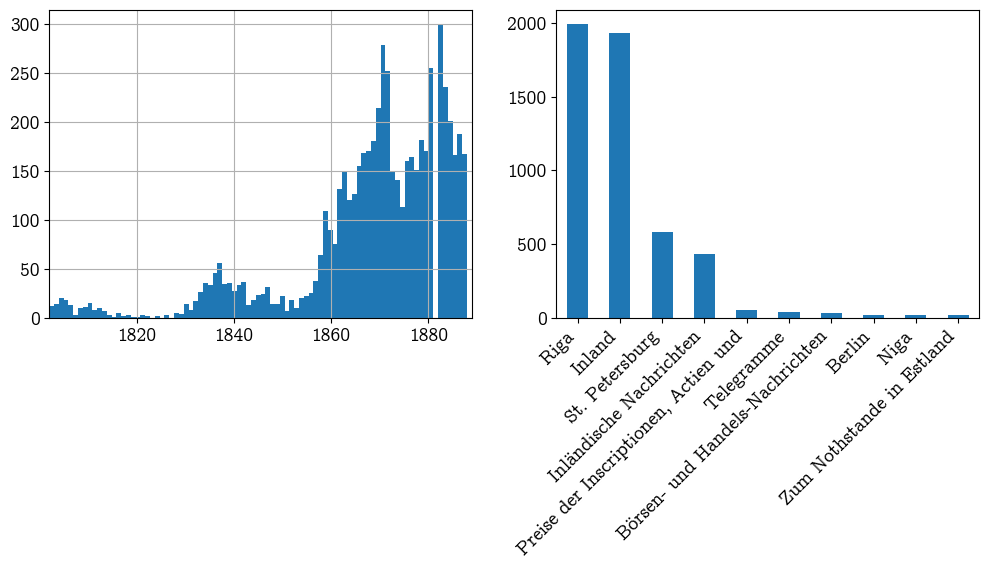 300
250
200
150
100
50
0
1820 1840 1860 1880
2000
1500
1000
500
0
Riga
Inland
St. Petersburg
Inländische Nachrichten
Preise der Inscriptionen, Actien und
Telegramme
Börsen- und Handels-Nachrichten
Berlin
Niga
Zum Nothstande in Estland